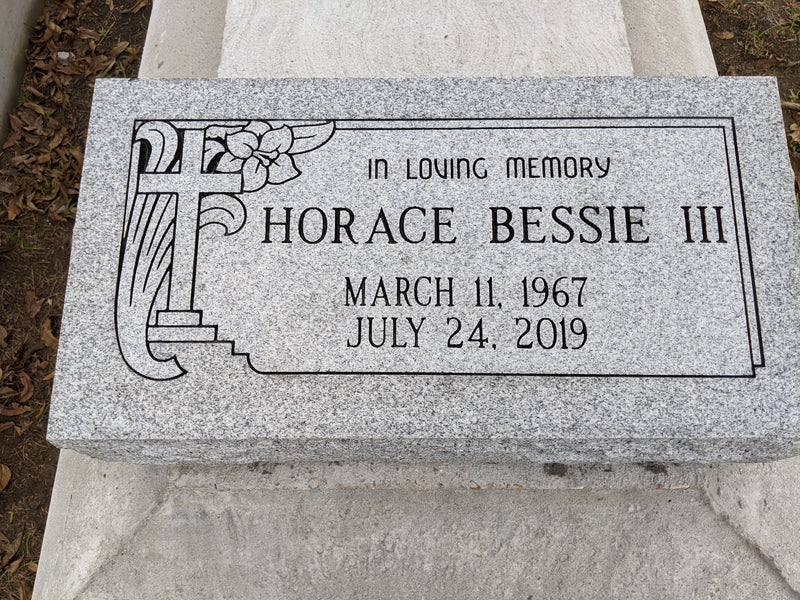 IN LOVING MEMORY
HORACE BESSIE III
MARCH 11, 1967
JULY 24, 2019